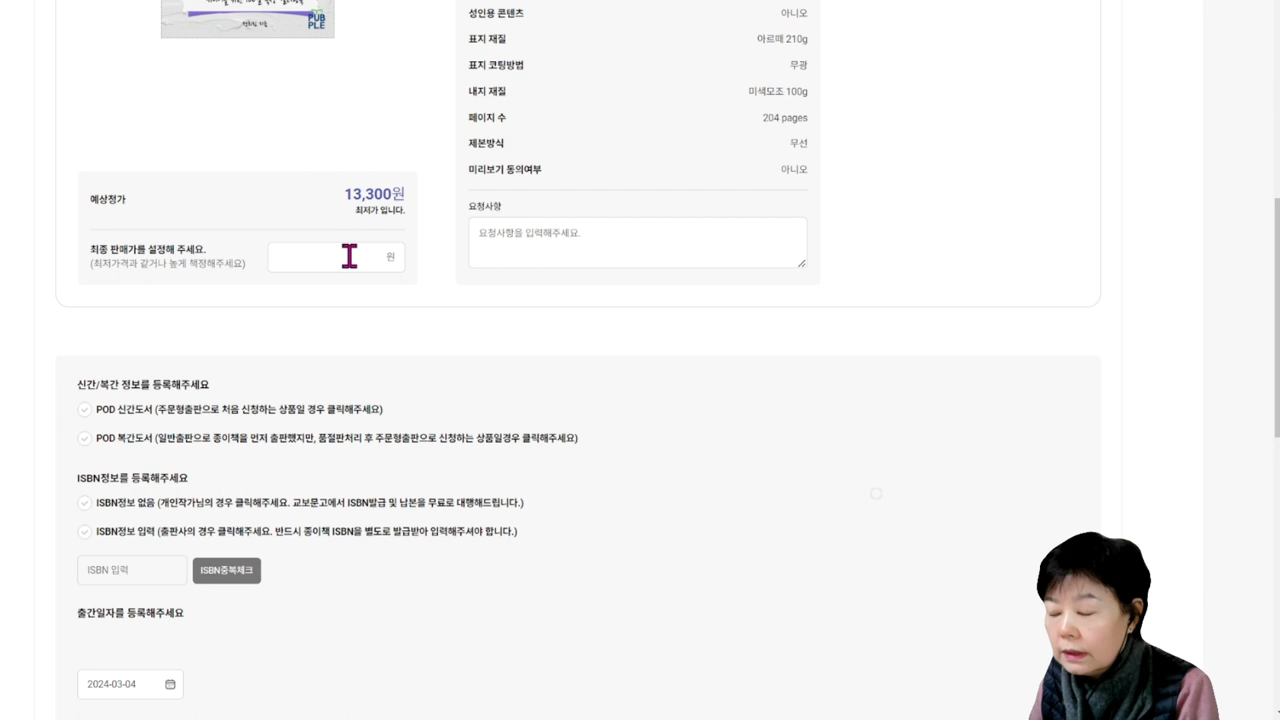 PUB
PLE
성인용 콘텐츠 아니오
표지 재질 아르떼 210g
표지 코팅방법 무광
내지 재질 미색모조 100g
페이지 수 204 pages
제본방식 무선
미리보기 동의여부 아니오
예상정가 13,300원
최저가 입니다.
최종 판매가를 설정해 주세요.
(최저가격과 같거나 높게 책정해주세요) 원
요청사항
요청사항을 입력해주세요.
신간/복간 정보를 등록해주세요
POD 신간도서 (주문형출판으로 처음 신청하는 상품일 경우 클릭해주세요)
POD 복간도서 (일반출판으로 종이책을 먼저 출판했지만, 품절판처리 후 주문형출판으로 신청하는 상품일경우 클릭해주세요)
ISBN정보를 등록해주세요
ISBN정보 없음 (개인작가님의 경우 클릭해주세요. 교보문고에서 ISBN발급 및 납본을 무료로 대행해드립니다.)
ISBN정보 입력 (출판사의 경우 클릭해주세요. 반드시 종이책 ISBN을 별도로 발급받아 입력해주셔야 합니다.)
ISBN 입력 ISBN중복체크
출간일자를 등록해주세요
2024-03-04